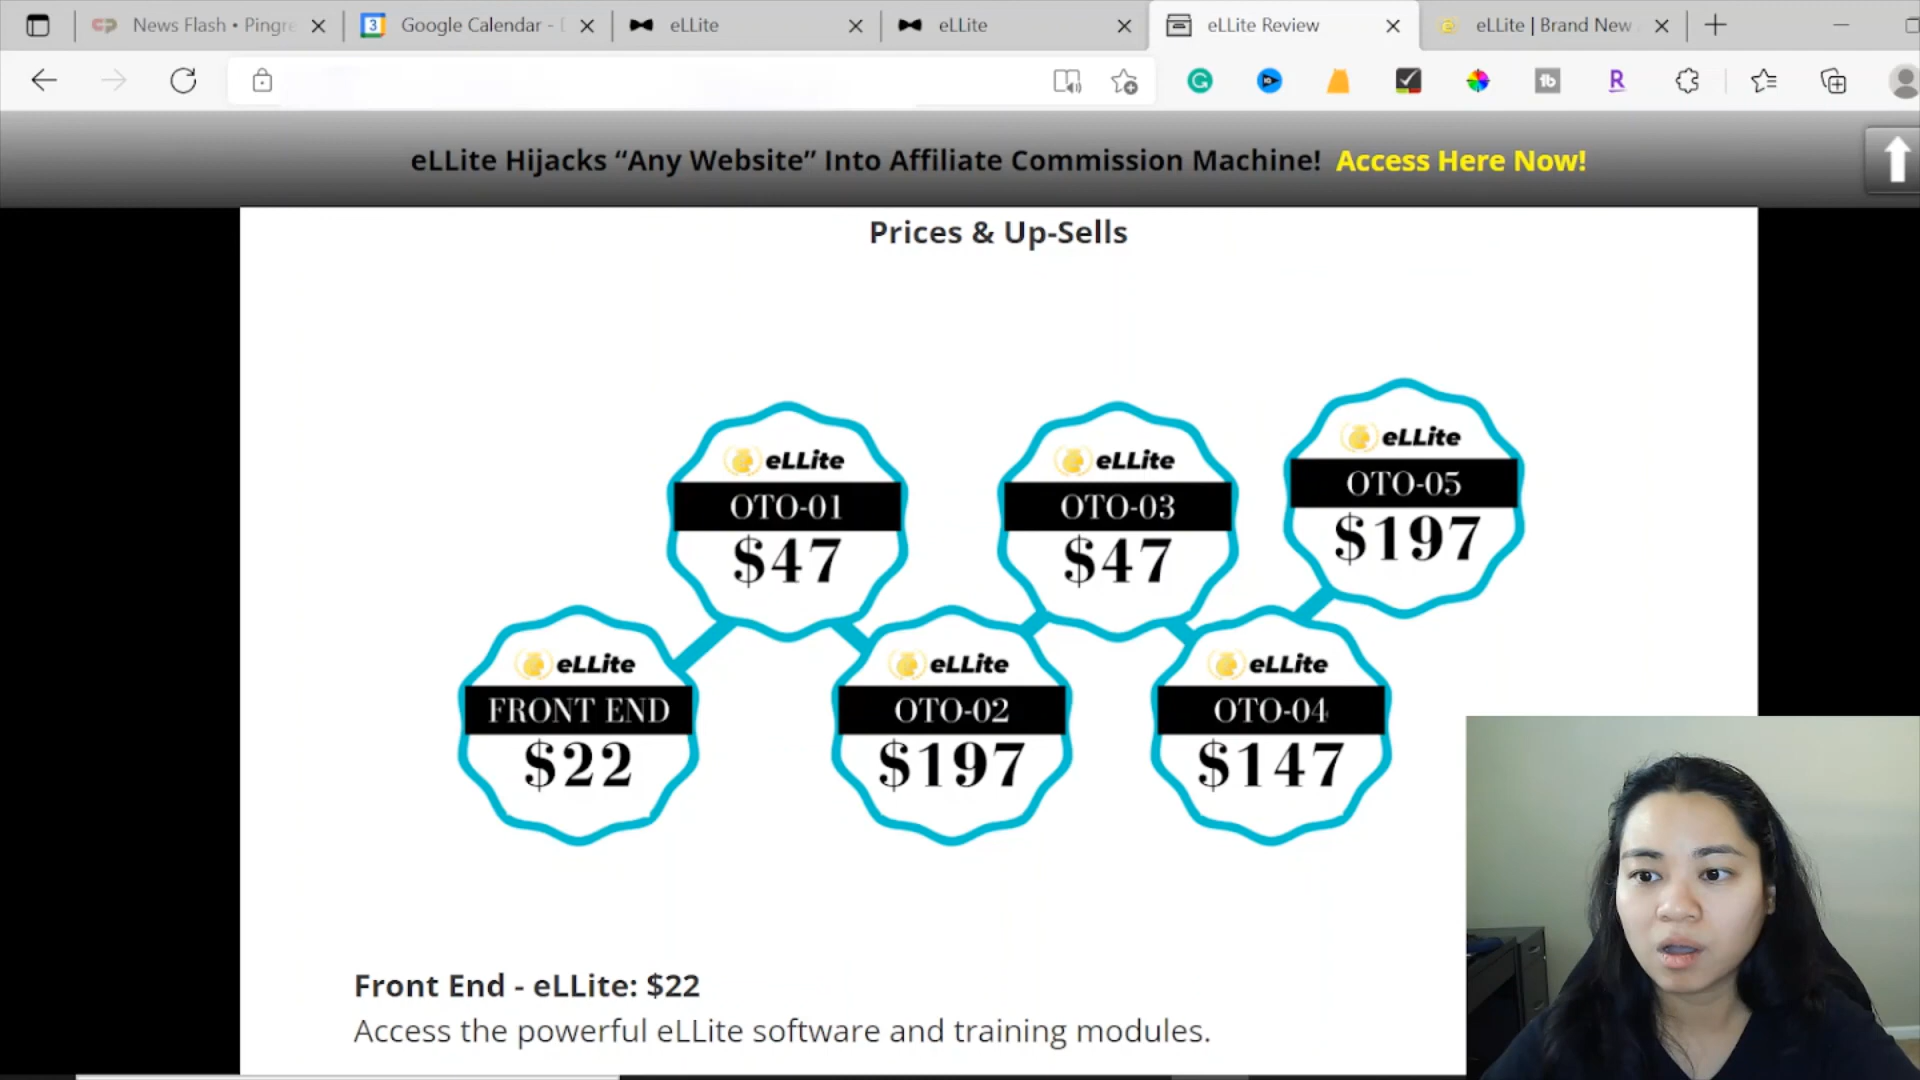 News Flash • Pingre
3
Google Calendar -
eLLite
eLLite
eLLite Review
eLLite | Brand New
1b
R
eLLite Hijacks “Any Website” Into Affiliate Commission Machine! Access Here Now!
Prices & Up-Sells
eLLite
OTO-01
$47
eLLite
OTO-03
$47
eLLite
OTO-05
$197
eLLite
FRONT END
$22
eLLite
OTO-02
$197
eLLite
OTO-04
$147
Front End - eLLite: $22
Access the powerful eLLite software and training modules.